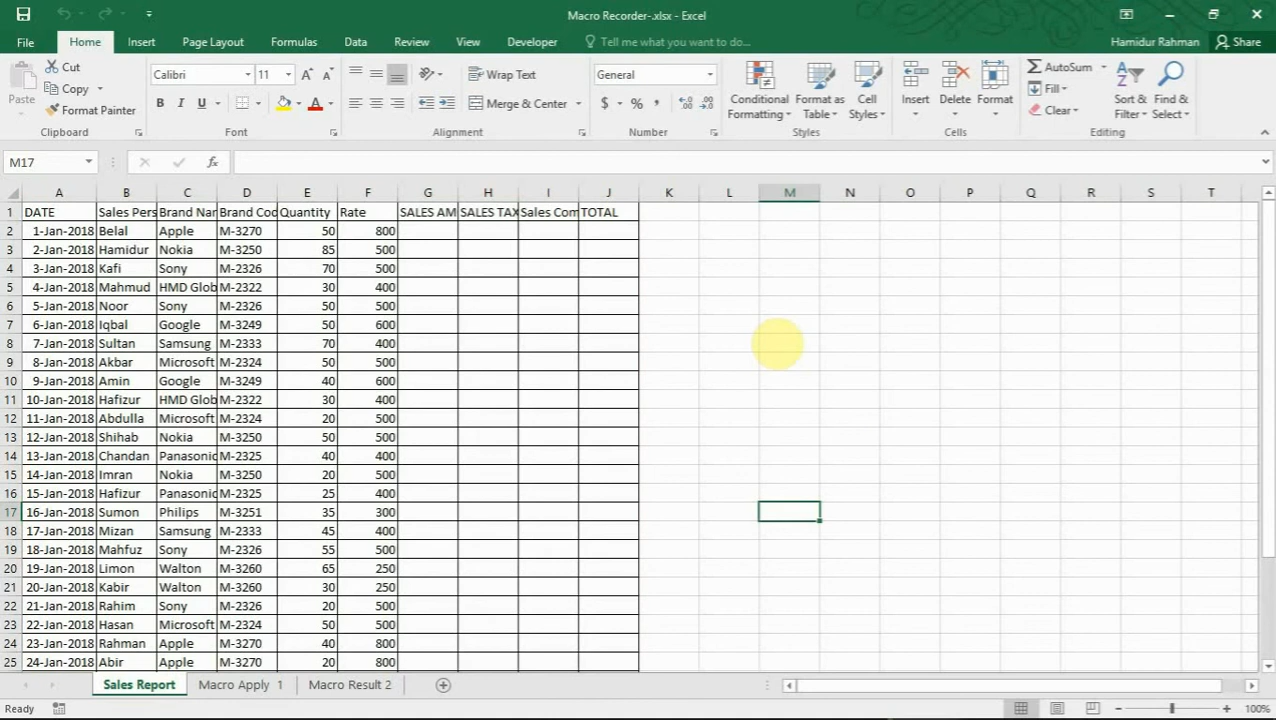 Macro Recorder-.xlsx - Excel
File Home Insert Page Layout Formulas Data Review View Developer Tell me what you want to do... Hamidur Rahman Share
Paste
Cut
Copy
Format Painter
Clipboard
Calibri 11
B I U
Font
Wrap Text
Merge & Center
Alignment
General
$ % ,
Number
Conditional Formatting
Format as Table
Cell Styles
Styles
Insert Delete Format
Cells
AutoSum
Fill
Clear
Sort & Filter
Find & Select
Editing
M17 fx
A B C D E F G H I J K L M N O P Q R S T
1 DATE Sales Pers Brand Nar Brand Coc Quantity Rate SALES AM SALES TAX Sales Com TOTAL
2 1-Jan-2018 Belal Apple M-3270 50 800
3 2-Jan-2018 Hamidur Nokia M-3250 85 500
4 3-Jan-2018 Kafi Sony M-2326 70 500
5 4-Jan-2018 Mahmud HMD Glob M-2322 30 400
6 5-Jan-2018 Noor Sony M-2326 50 500
7 6-Jan-2018 Iqbal Google M-3249 50 600
8 7-Jan-2018 Sultan Samsung M-2333 70 400
9 8-Jan-2018 Akbar Microsoft M-2324 50 500
10 9-Jan-2018 Amin Google M-3249 40 600
11 10-Jan-2018 Hafizur HMD Glob M-2322 30 400
12 11-Jan-2018 Abdulla Microsoft M-2324 20 500
13 12-Jan-2018 Shihab Nokia M-3250 50 500
14 13-Jan-2018 Chandan Panasonic M-2325 40 400
15 14-Jan-2018 Imran Nokia M-3250 20 500
16 15-Jan-2018 Hafizur Panasonic M-2325 25 400
17 16-Jan-2018 Sumon Philips M-3251 35 300
18 17-Jan-2018 Mizan Samsung M-2333 45 400
19 18-Jan-2018 Mahfuz Sony M-2326 55 500
20 19-Jan-2018 Limon Walton M-3260 65 250
21 20-Jan-2018 Kabir Walton M-3260 30 250
22 21-Jan-2018 Rahim Sony M-2326 20 500
23 22-Jan-2018 Hasan Microsoft M-2324 50 500
24 23-Jan-2018 Rahman Apple M-3270 40 800
25 24-Jan-2018 Abir Apple M-3270 20 800
Sales Report Macro Apply 1 Macro Result 2
Ready 100%